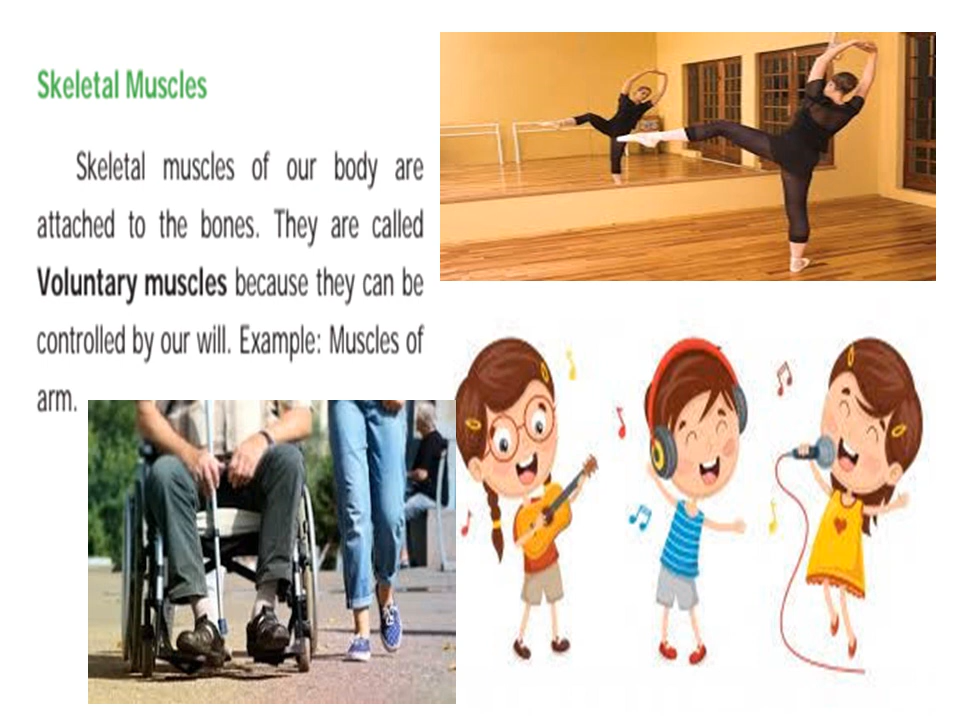 Skeletal Muscles
Skeletal muscles of our body are
attached to the bones. They are called
Voluntary muscles because they can be
controlled by our will. Example: Muscles of
arm.